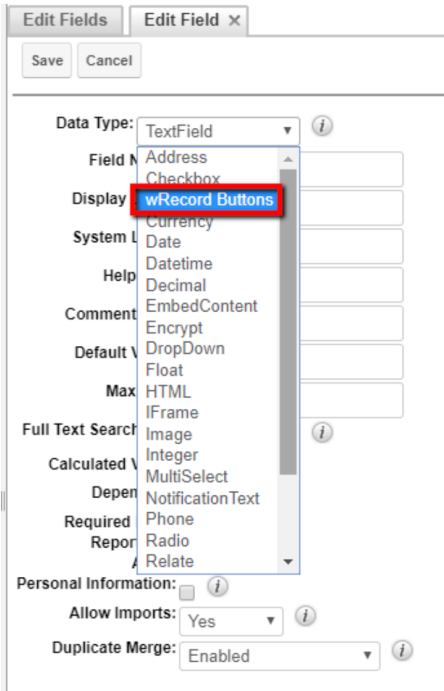 Edit Fields
Edit Field ×
Save
Cancel
Data Type:
TextField
Field N
Address
Checkbox
Display
wRecord Buttons
Currency
System L
Date
Datetime
Help
Decimal
Comment
EmbedContent
Encrypt
Default V
DropDown
Float
Max
HTML
IFrame
Full Text Search
Image
Integer
Calculated V
MultiSelect
Depen
NotificationText
Required
Phone
Repor
Radio
Relate
Personal Information:
Allow Imports:
Yes
Duplicate Merge:
Enabled